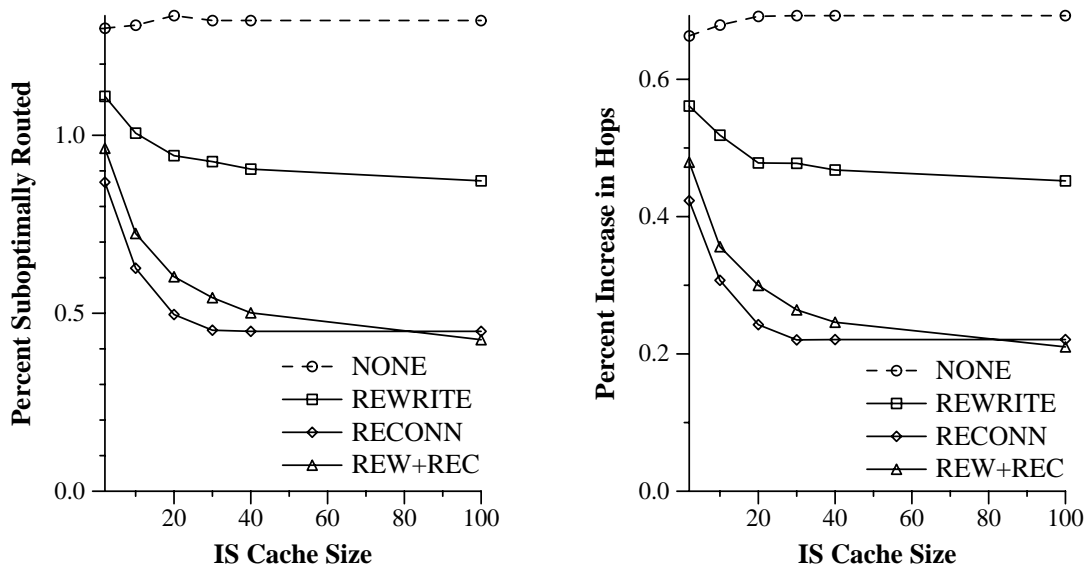 Percent Suboptimally Routed
1.0
0.5
0.0
NONE
REWRITE
RECONN
REW+REC
20 40 60 80 100
IS Cache Size
Percent Increase in Hops
0.6
0.4
0.2
0.0
NONE
REWRITE
RECONN
REW+REC
20 40 60 80 100
IS Cache Size